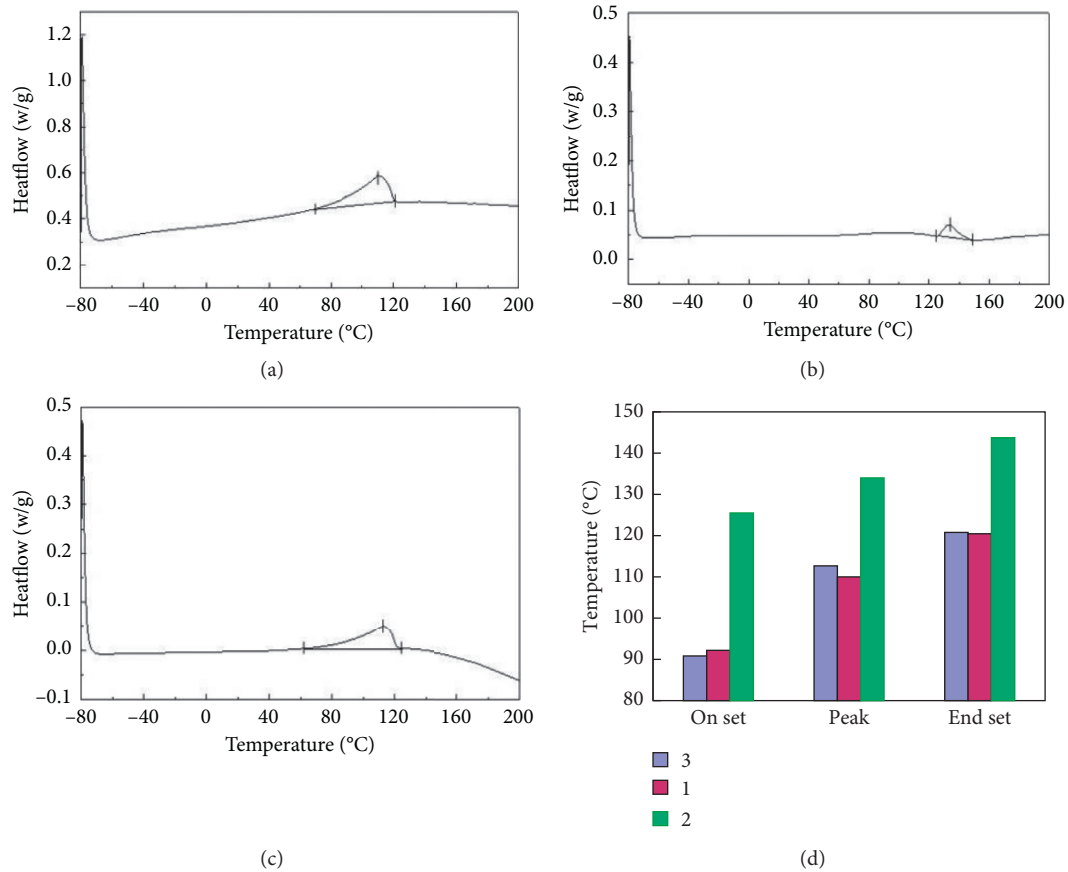 1.2
1.0
0.8
0.6
0.4
0.2
Heatflow (w/g)
−80 −40 0 40 80 120 160 200
Temperature (°C)
(a)
0.5
0.4
0.3
0.2
0.1
0.0
Heatflow (w/g)
−80 −40 0 40 80 120 160 200
Temperature (°C)
(b)
0.5
0.4
0.3
0.2
0.1
0.0
−0.1
Heatflow (w/g)
−80 −40 0 40 80 120 160 200
Temperature (°C)
(c)
150
140
130
120
110
100
90
80
Temperature (°C)
On set Peak End set
3
1
2
(d)